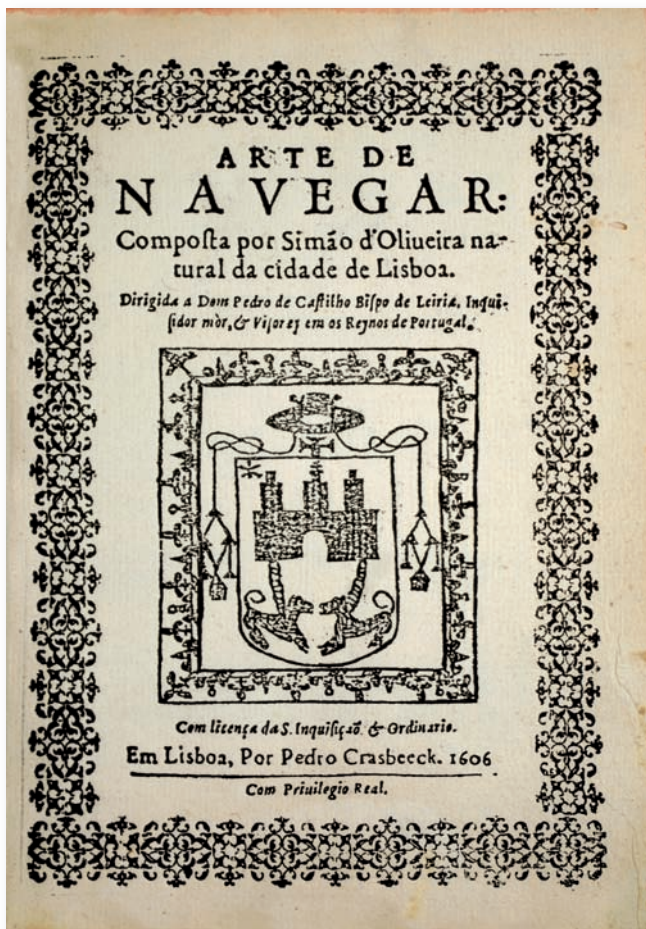 ARTE DE
NAVEGAR:
Compoſta por Simão d'Oliueira na-
tural da cidade de Lisboa.
Dirigida a Dom Pedro de Caſtilho Biſpo de Leiria, Inqui-
ſidor mòr, & Viſorey em os Reynos de Portugal.
Com licença da S. Inquiſição & Ordinario.
Em Lisboa, Por Pedro Crasbeeck. 1606
Com Priuilegio Real.